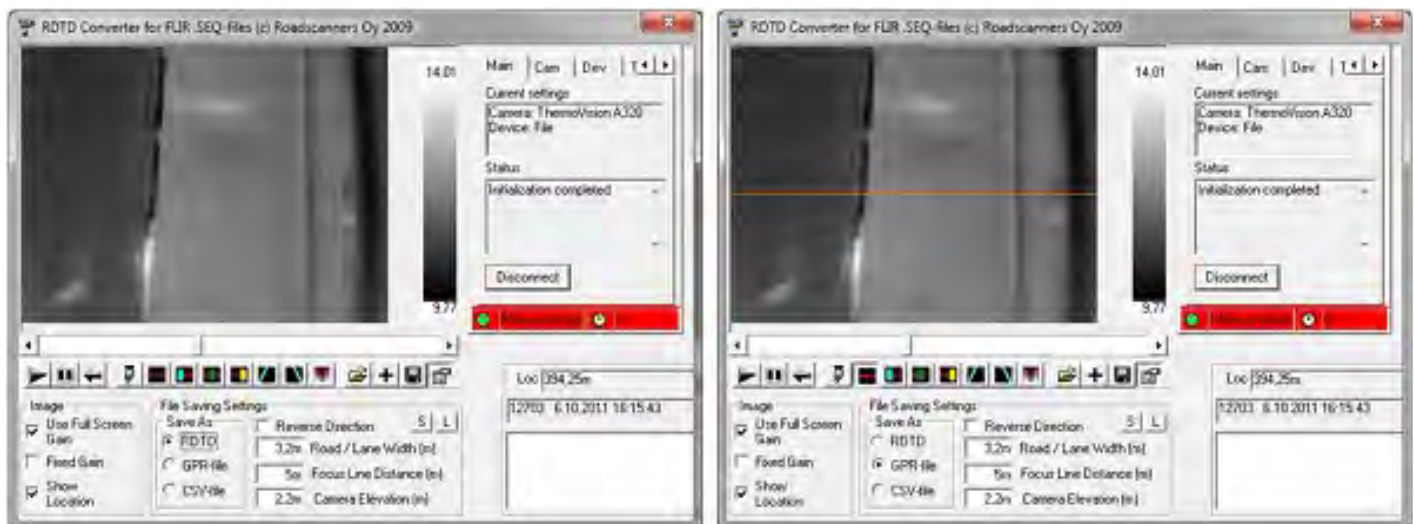 RDTD Converter for FLIR .SEQ-files (c) Roadscanners Oy 2009
14.01
9.77
Main Cam Dev T
Current settings
Camera: ThermoVision A320
Device: File
Status
Initialization completed
Disconnect
Loc 394,25m
12703 6.10.2011 16:15:43
Image
Use Full Screen
Gain
Fixed Gain
Show
Location
File Saving Settings
Save As
RDTD
GPR-file
CSV-file
Reverse Direction S L
3,2m Road / Lane Width (m)
5m Focus Line Distance (m)
2,2m Camera Elevation (m)
RDTD Converter for FLIR .SEQ-files (c) Roadscanners Oy 2009
14.01
9.77
Main Cam Dev T
Current settings
Camera: ThermoVision A320
Device: File
Status
Initialization completed
Disconnect
Loc 394,25m
12703 6.10.2011 16:15:43
Image
Use Full Screen
Gain
Fixed Gain
Show
Location
File Saving Settings
Save As
RDTD
GPR-file
CSV-file
Reverse Direction S L
3,2m Road / Lane Width (m)
5m Focus Line Distance (m)
2,2m Camera Elevation (m)